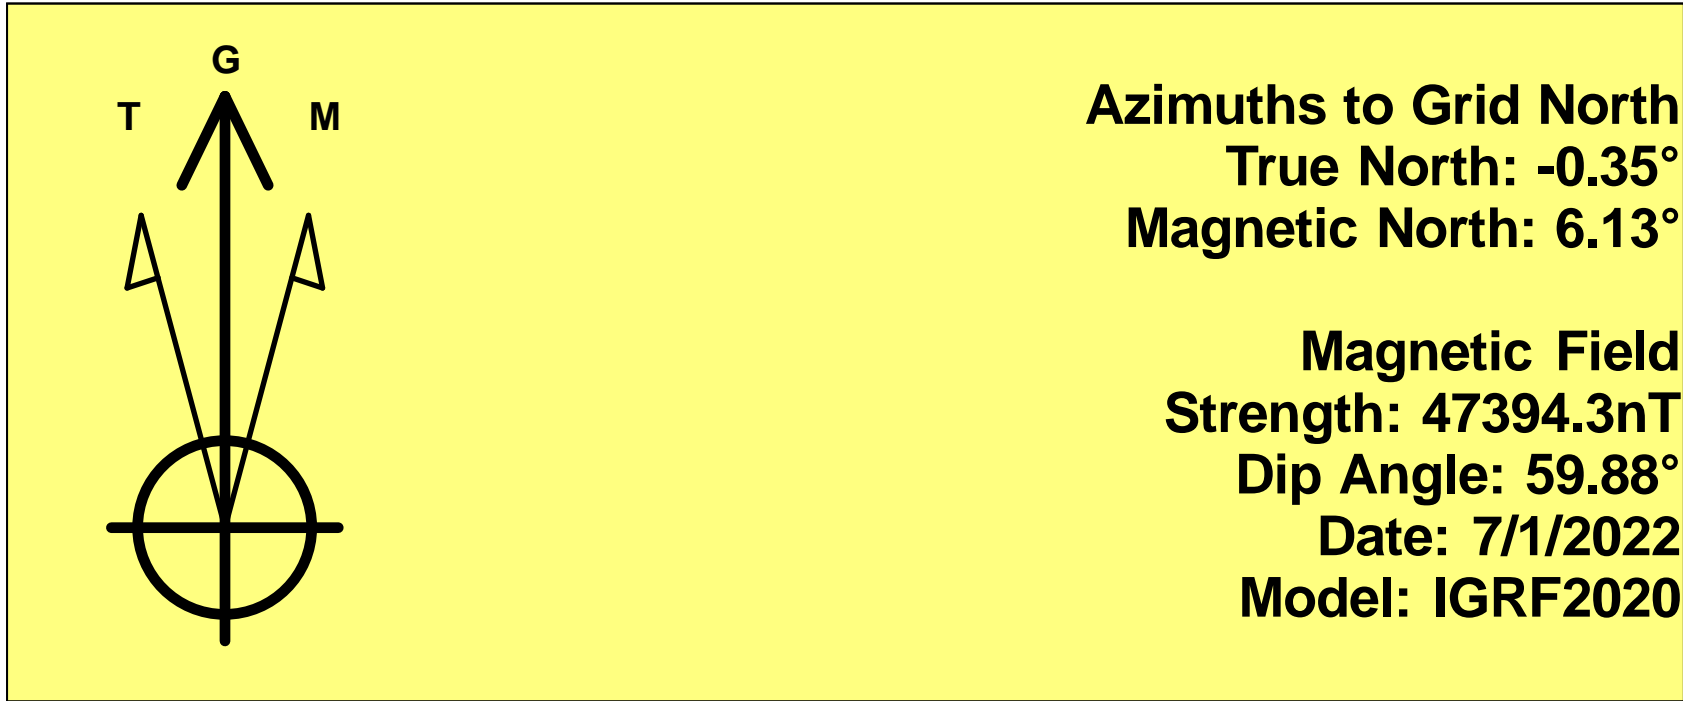 G
T M
Azimuths to Grid North
True North: -0.35°
Magnetic North: 6.13°
Magnetic Field
Strength: 47394.3nT
Dip Angle: 59.88°
Date: 7/1/2022
Model: IGRF2020